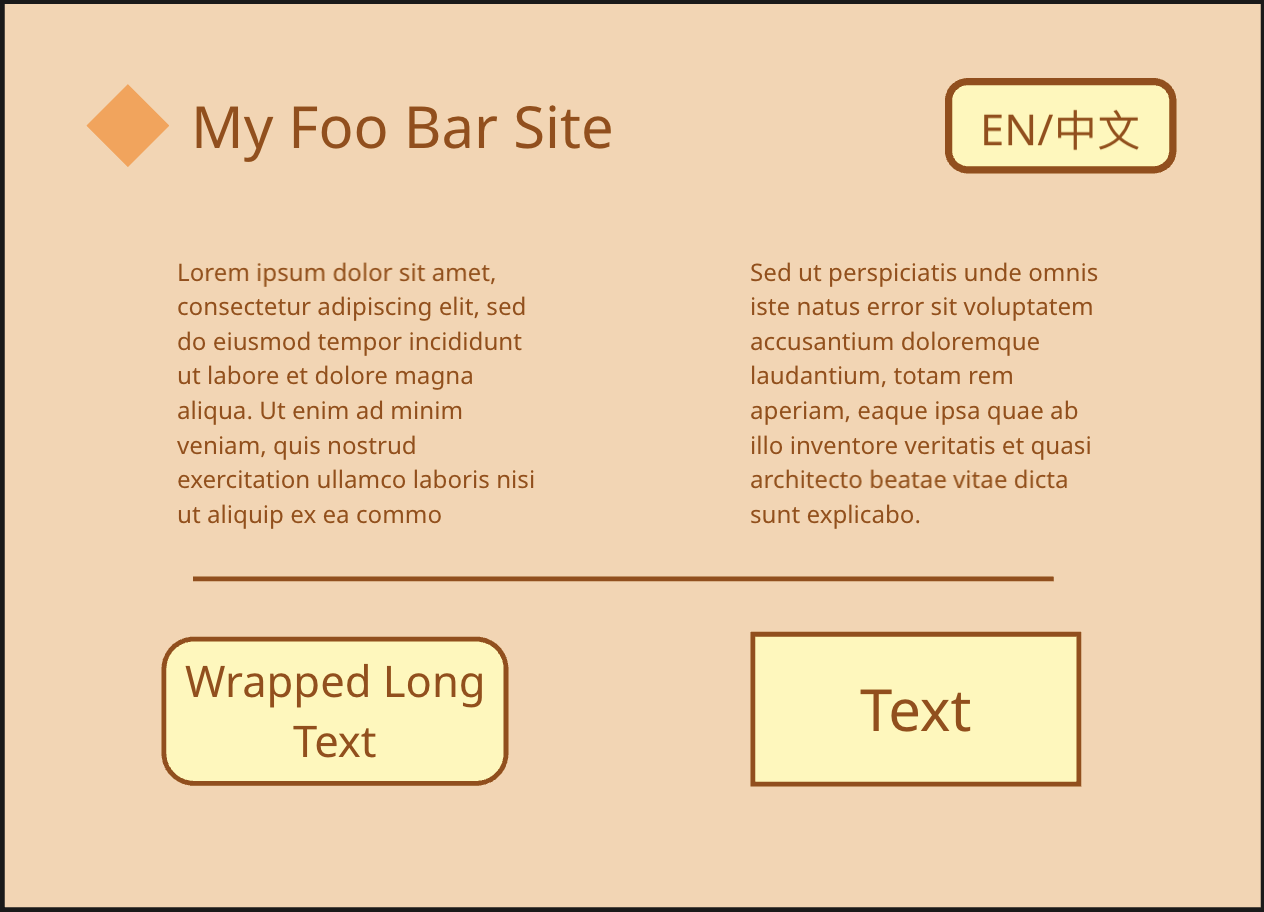 My Foo Bar Site
EN/中文
Lorem ipsum dolor sit amet,
consectetur adipiscing elit, sed
do eiusmod tempor incididunt
ut labore et dolore magna
aliqua. Ut enim ad minim
veniam, quis nostrud
exercitation ullamco laboris nisi
ut aliquip ex ea commo
Sed ut perspiciatis unde omnis
iste natus error sit voluptatem
accusantium doloremque
laudantium, totam rem
aperiam, eaque ipsa quae ab
illo inventore veritatis et quasi
architecto beatae vitae dicta
sunt explicabo.
Wrapped Long
Text
Text